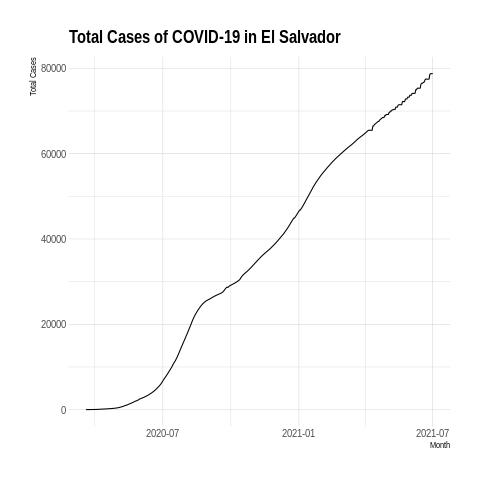 Total Cases of COVID-19 in El Salvador
Total Cases
80000
60000
40000
20000
0
2020-07
2021-01
2021-07
Month